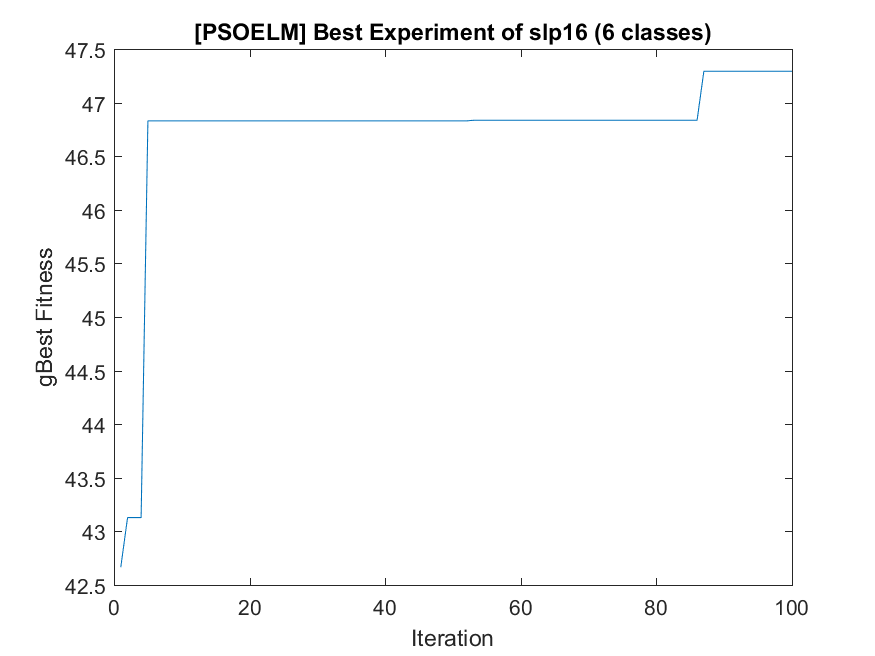 [PSOELM] Best Experiment of slp16 (6 classes)
47.5
47
46.5
46
45.5
45
44.5
44
43.5
43
42.5
gBest Fitness
0 20 40 60 80 100
Iteration